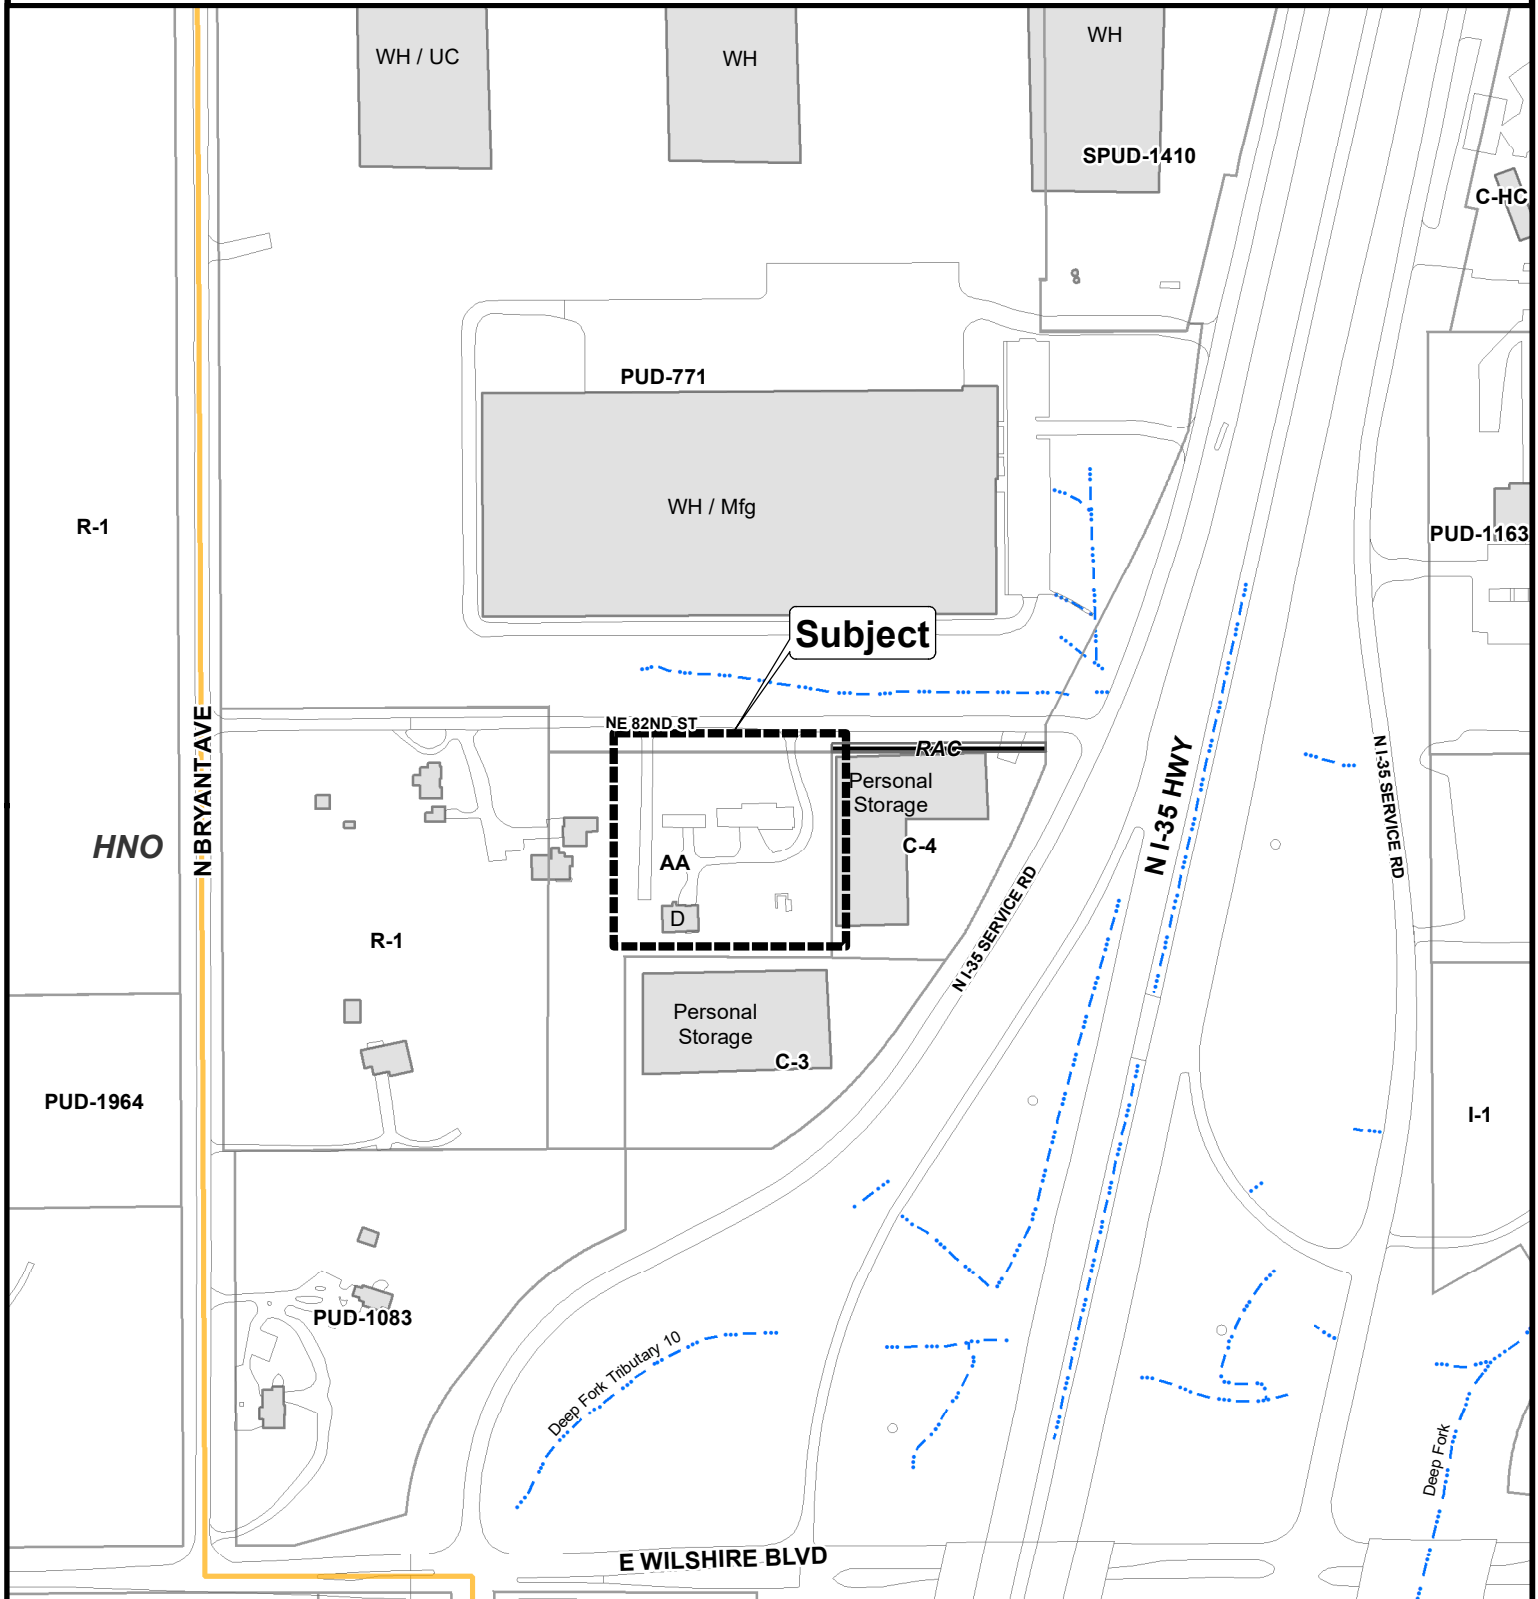 WH / UC
WH
WH
SPUD-1410
C-HC
PUD-771
WH / Mfg
R-1
PUD-1163
Subject
NE 82ND ST
RAC
N BRYANT AVE
N I-35 HWY
N I-35 SERVICE RD
Personal
Storage
HNO
AA
C-4
D
R-1
N I-35 SERVICE RD
Personal
Storage
C-3
PUD-1964
I-1
PUD-1083
Deep Fork Tributary 10
Deep Fork
E WILSHIRE BLVD